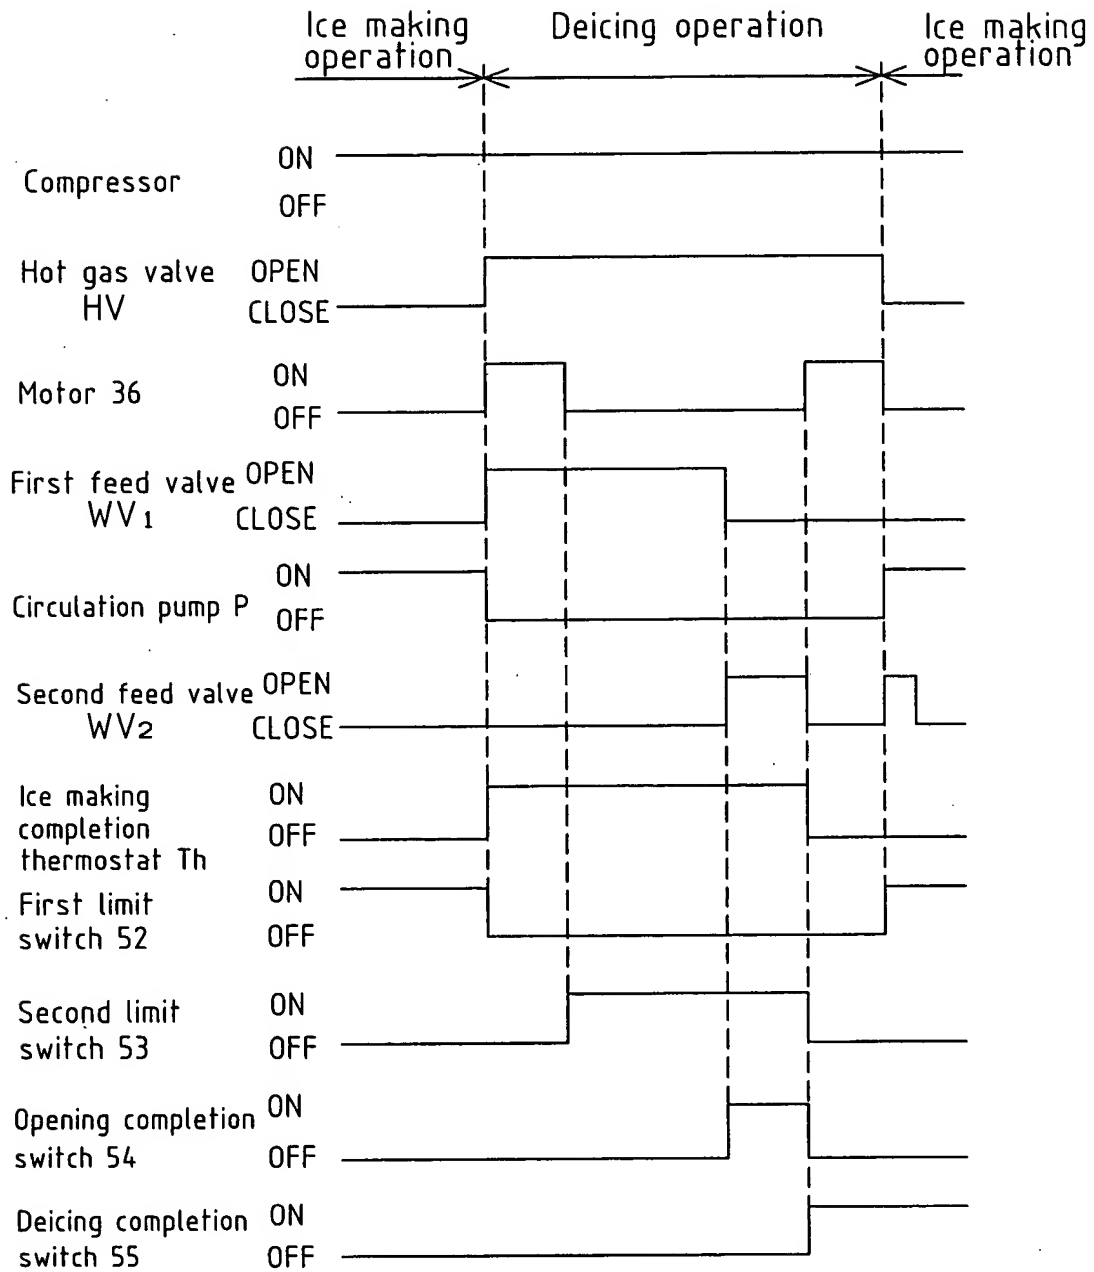 Ice making
operation
Deicing operation
Ice making
operation
Compressor
ON
OFF
Hot gas valve
HV
OPEN
CLOSE
Motor 36
ON
OFF
First feed valve
WV1
OPEN
CLOSE
Circulation pump P
ON
OFF
Second feed valve
WV2
OPEN
CLOSE
Ice making
completion
thermostat Th
ON
OFF
First limit
switch 52
ON
OFF
Second limit
switch 53
ON
OFF
Opening completion
switch 54
ON
OFF
Deicing completion
switch 55
ON
OFF